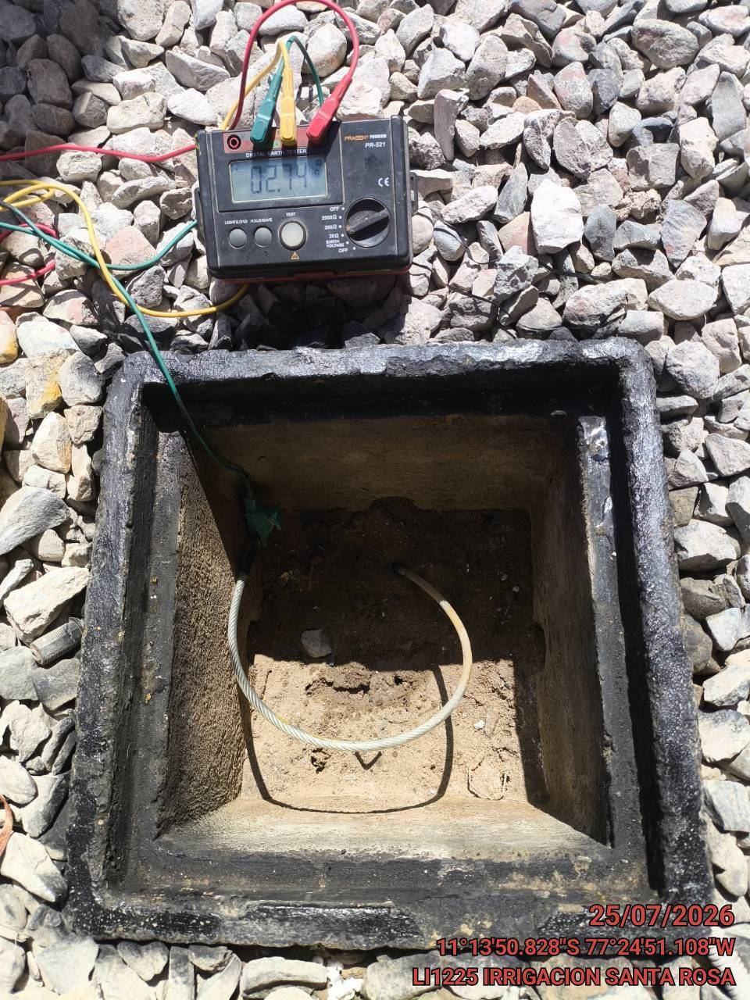 PRASEK PREMIUM
PR-521
DIGITAL EARTH TESTER
02.74
CE
LIGHT/LOAD HOLD/SAVE TEST
OFF
2000Ω
200Ω
20Ω
EARTH
VOLTAGE
OFF
25/07/2026
11°13'50.828"S 77°24'51.108"W
LI1225 IRRIGACION SANTA ROSA